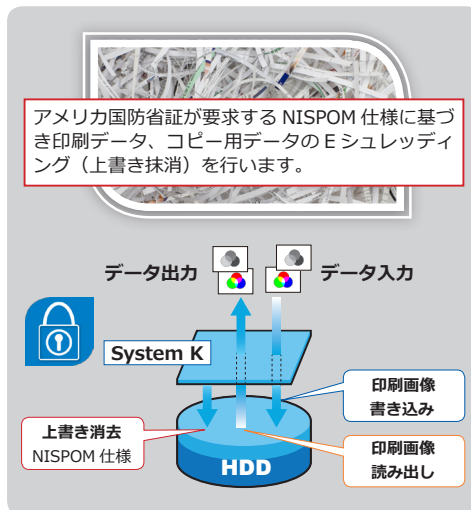 アメリカ国防省証が要求する NISPOM 仕様に基づ
き印刷データ、コピー用データの E シュレッディ
ング（上書き抹消）を行います。
データ出力
データ入力
System K
印刷画像
書き込み
上書き消去
NISPOM 仕様
HDD
印刷画像
読み出し